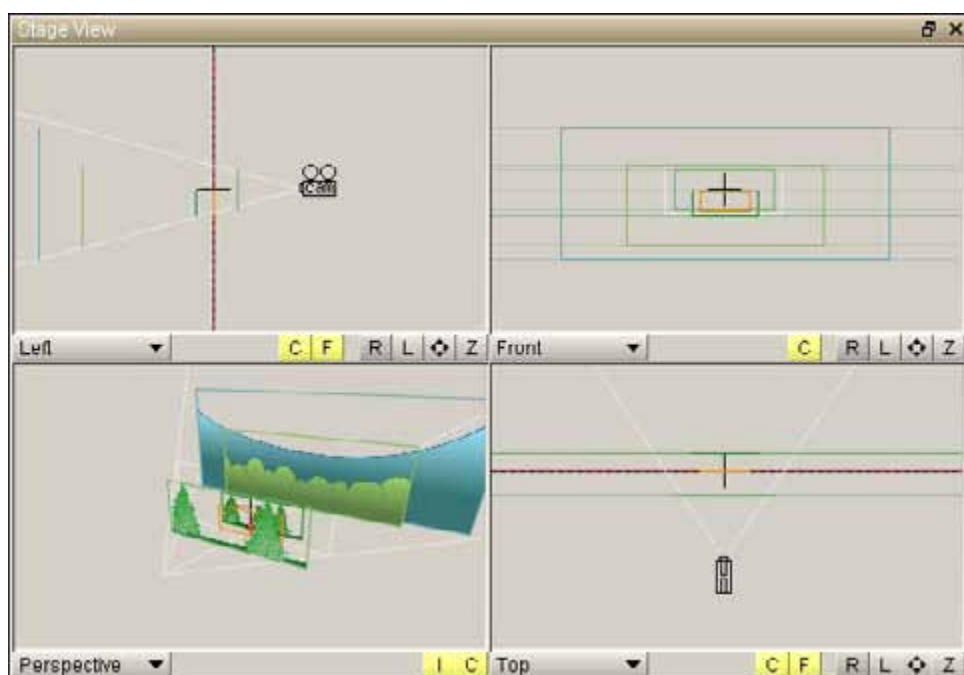 Stage View
Cam
Left C F R L Z Front C R L Z
Perspective I C Top C F R L Z